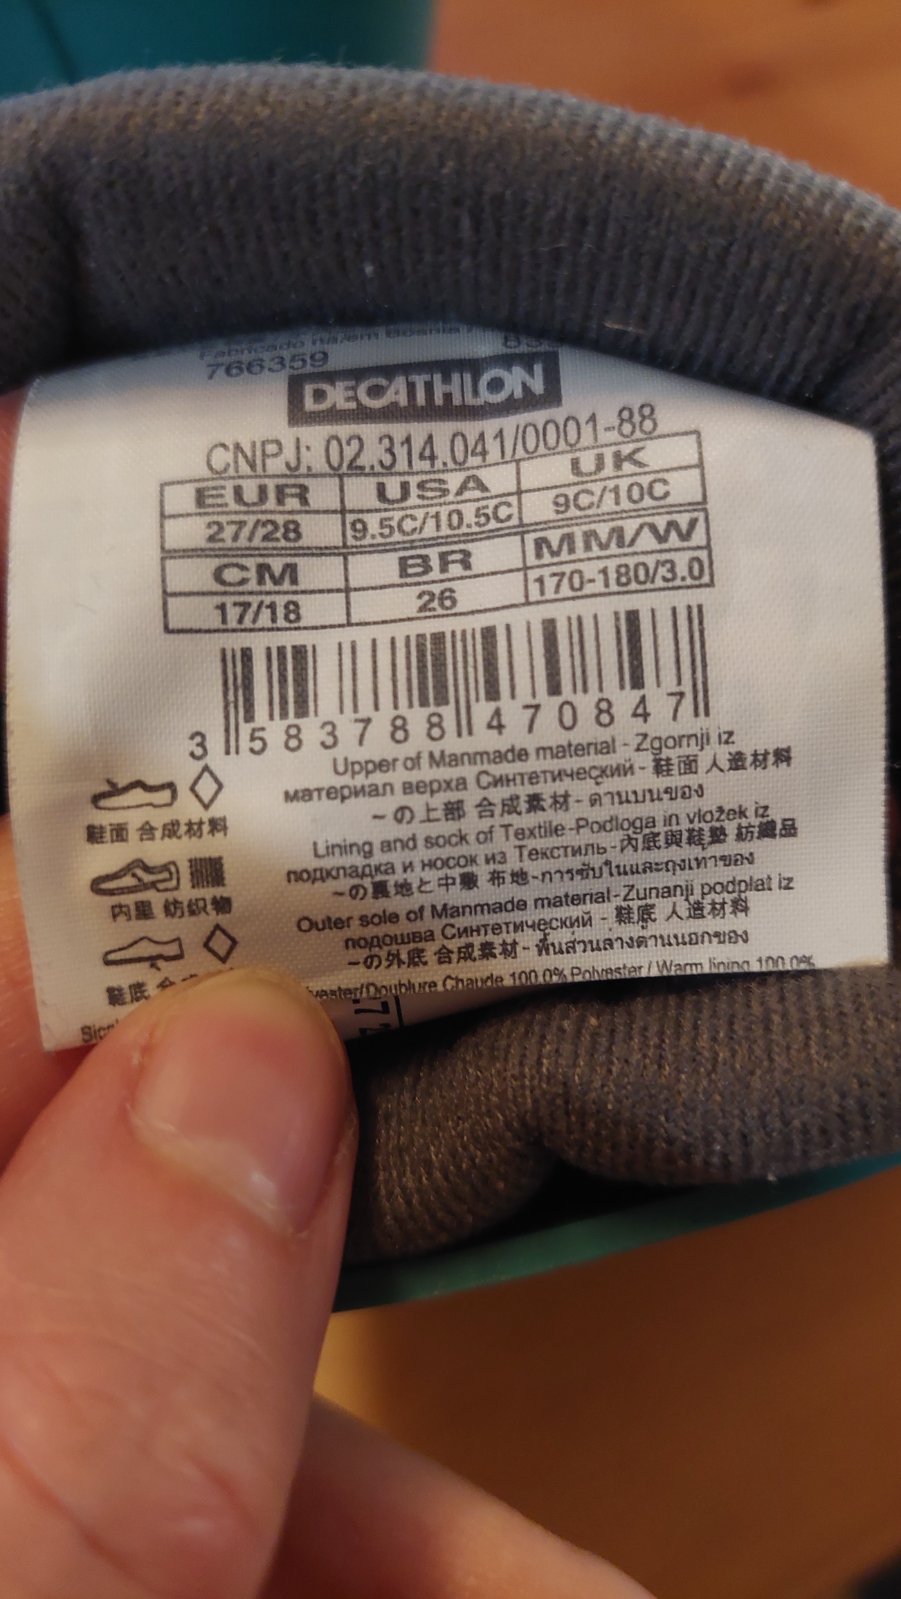 Fabricado na/em Bosnia
766359
DECATHLON
CNPJ: 02.314.041/0001-88
EUR USA UK
27/28 9.5C/10.5C 9C/10C
CM BR MM/W
17/18 26 170-180/3.0
3 583788 470847
Upper of Manmade material - Zgornji iz
материал верха Синтетический - 鞋面 人造材料
~の上部 合成素材 - ด้านบนของ
Lining and sock of Textile - Podloga in vložek iz
подкладка и носок из Текстиль - 內底與鞋墊 紡織品
~の裏地と中敷 布地 - การซับในและถุงเท้าของ
Outer sole of Manmade material - Zunanji podplat iz
подошва Синтетический - 鞋底 人造材料
~の外底 合成素材 - พื้นส่วนล่างด้านนอกของ
鞋面 合成材料
内里 纺织物
鞋底
/Doublure Chaude 100.0% Polyester / Warm lining 100.0%